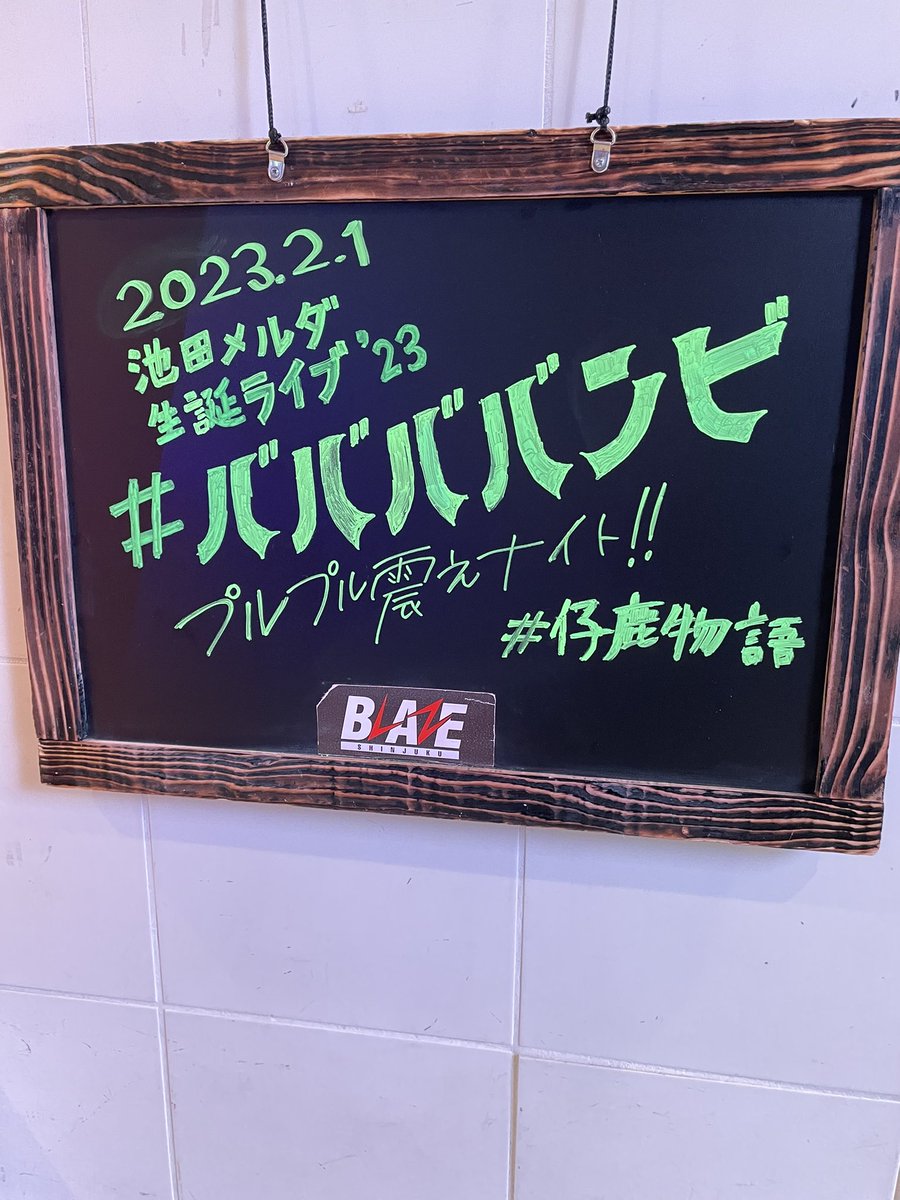 2023.2.1
池田メルダ
生誕ライブ'23
#ババババンビ
プルプル震えナイト!!
#仔鹿物語
BLAZE
SHINJUKU